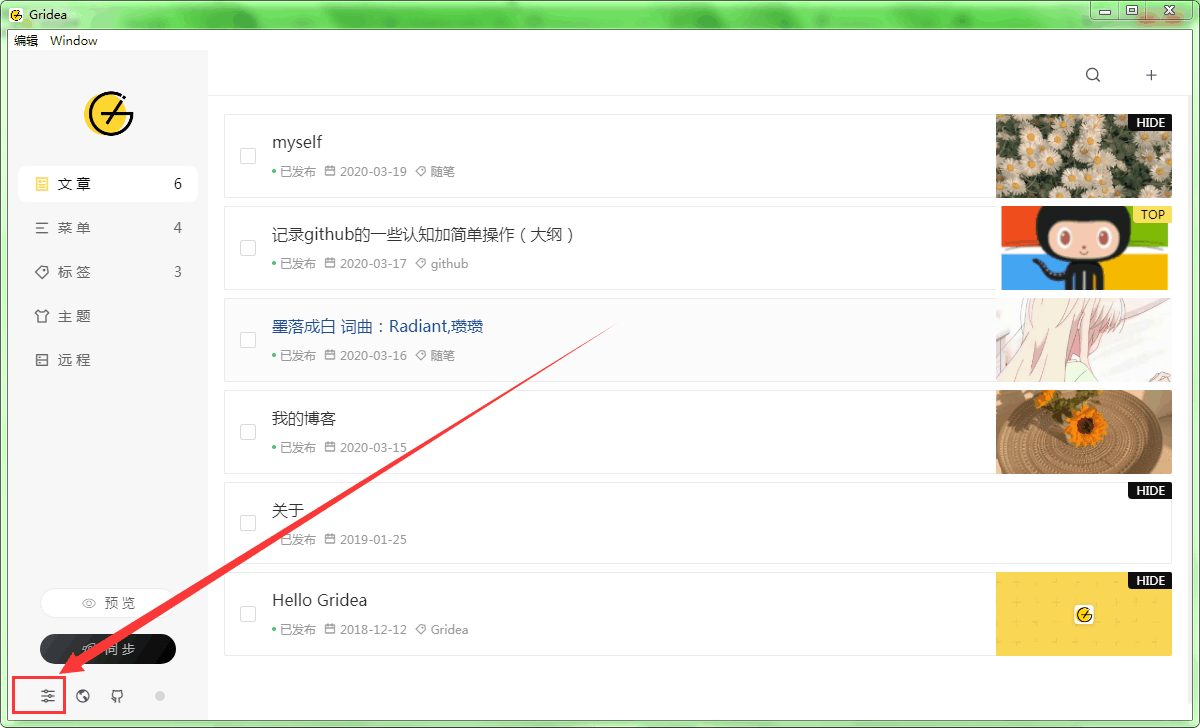 Gridea
编辑 Window
文章 6
菜单 4
标签 3
主题
远程
预览
同步
myself
已发布 2020-03-19 随笔
HIDE
记录github的一些认知加简单操作（大纲）
已发布 2020-03-17 github
TOP
墨落成白 词曲：Radiant,瓒瓒
已发布 2020-03-16 随笔
我的博客
已发布 2020-03-15
关于
已发布 2019-01-25
HIDE
Hello Gridea
已发布 2018-12-12 Gridea
HIDE